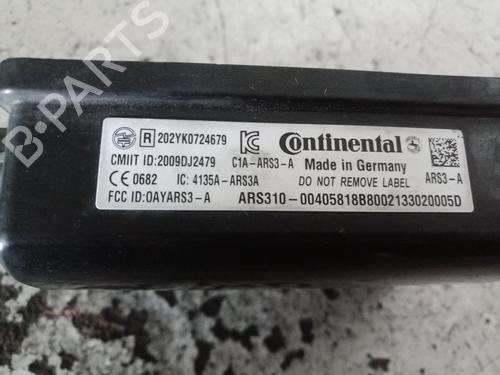 B-PARTS
R 202YK0724679 Continental
CMIIT ID:2009DJ2479 C1A-ARS3-A Made in Germany
CE 0682 IC: 4135A-ARS3A DO NOT REMOVE LABEL ARS3-A
FCC ID:OAYARS3-A ARS310-00405818B8002133020005D